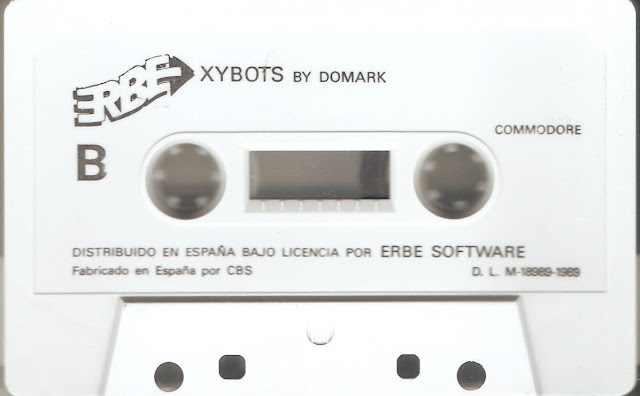 ERBE XYBOTS BY DOMARK
COMMODORE
B
DISTRIBUIDO EN ESPAÑA BAJO LICENCIA POR ERBE SOFTWARE
Fabricado en España por CBS D. L. M-18989-1989